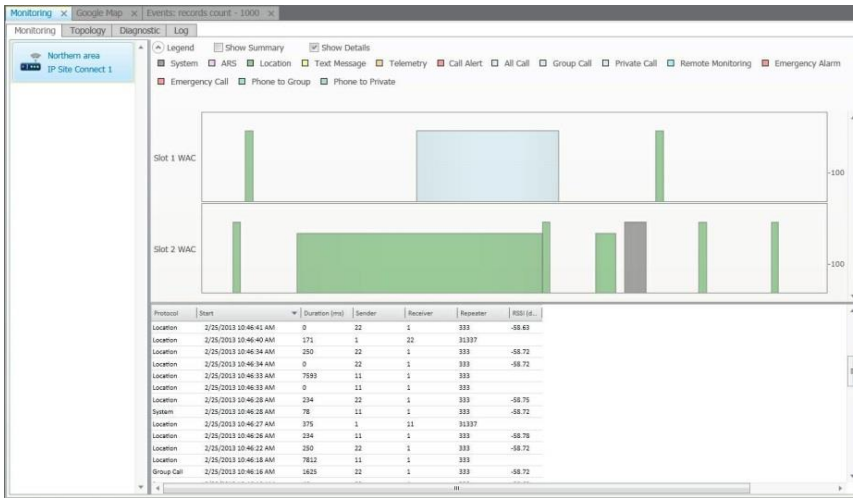 Monitoring × Google Map × Events: records count - 1000 ×
Monitoring Topology Diagnostic Log
Northern area
IP Site Connect 1
Legend Show Summary Show Details
System ARS Location Text Message Telemetry Call Alert All Call Group Call Private Call Remote Monitoring Emergency Alarm
Emergency Call Phone to Group Phone to Private
Slot 1 WAC
-100
Slot 2 WAC
-100
Protocol Start Duration (ms) Sender Receiver Repeater RSSI (d...
Location 2/25/2013 10:46:41 AM 0 22 1 333 -58.63
Location 2/25/2013 10:46:40 AM 171 1 22 31337
Location 2/25/2013 10:46:34 AM 250 22 1 333 -58.72
Location 2/25/2013 10:46:34 AM 0 22 1 333 -58.72
Location 2/25/2013 10:46:33 AM 7593 11 1 333
Location 2/25/2013 10:46:33 AM 0 11 1 333
Location 2/25/2013 10:46:28 AM 234 22 1 333 -58.75
System 2/25/2013 10:46:28 AM 78 11 1 333 -58.72
Location 2/25/2013 10:46:27 AM 375 1 11 31337
Location 2/25/2013 10:46:26 AM 234 11 1 333 -58.78
Location 2/25/2013 10:46:22 AM 250 22 1 333 -58.72
Location 2/25/2013 10:46:18 AM 7812 11 1 333
Group Call 2/25/2013 10:46:16 AM 1625 22 1 333 -58.72